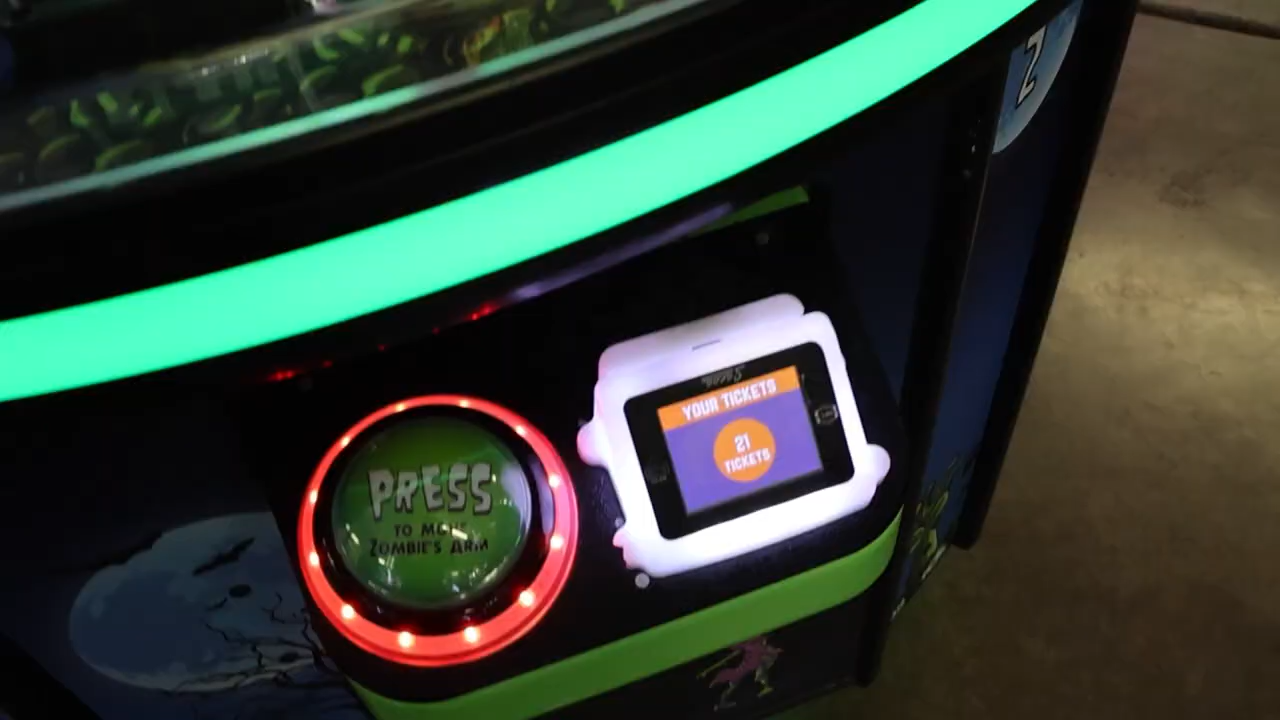 Z
YOUR TICKETS
21
TICKETS
PRESS
TO MOVE
ZOMBIE'S ARM